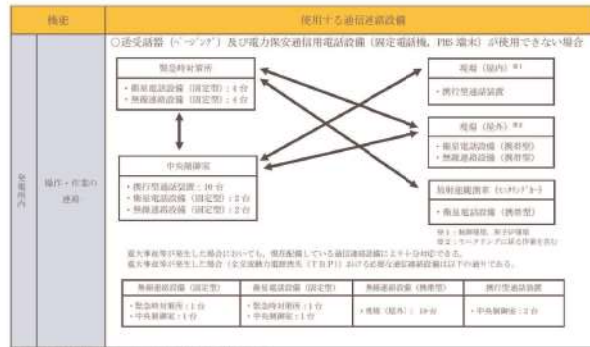 機能
使用する通信連絡設備
発電所内
操作・作業の
連絡
○送受話器(ページング)及び電力保安通信用電話設備(固定電話機、PHS端末)が使用できない場合
緊急時対策所
・衛星電話設備(固定型):4台
・無線連絡設備(固定型):4台
現場(屋内)※1
・携行型通話装置
現場(屋外)※2
・衛星電話設備(携帯型)
・無線連絡設備(携帯型)
中央制御室
・携行型通話装置:10台
・衛星電話設備(固定型):2台
・無線連絡設備(固定型):2台
放射能観測車(モニタリングカー)
・衛星電話設備(携帯型)
※2:モニタリングに係る作業を含む
重大事故等が発生した場合においても、現在配備している通信連絡設備により十分対応できる。
重大事故等が発生した場合(全交流動力電源喪失(TBP))における必要な通信連絡設備は以下の通りである。
無線連絡設備(固定型)
衛星電話設備(固定型)
無線連絡設備(携帯型)
携行型通話装置
・緊急時対策所:1台
・中央制御室:1台
・緊急時対策所:1台
・中央制御室:1台
・現場(屋外):10台
・中央制御室:2台